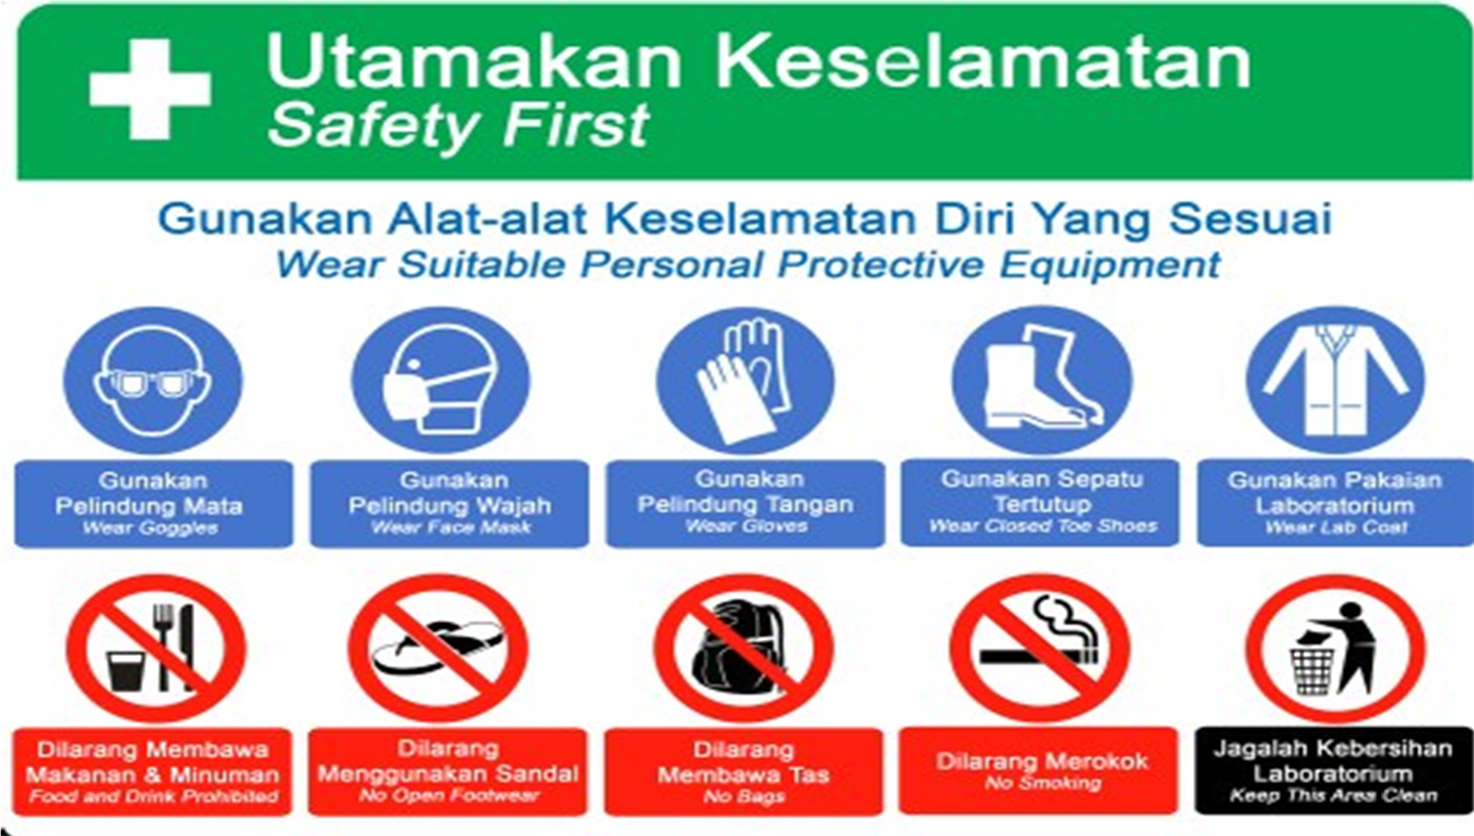 Utamakan Keselamatan
Safety First
Gunakan Alat-alat Keselamatan Diri Yang Sesuai
Wear Suitable Personal Protective Equipment
Gunakan
Pelindung Mata
Wear Goggles
Gunakan
Pelindung Wajah
Wear Face Mask
Gunakan
Pelindung Tangan
Wear Gloves
Gunakan Sepatu
Tertutup
Wear Closed Toe Shoes
Gunakan Pakaian
Laboratorium
Wear Lab Coat
Dilarang Membawa
Makanan & Minuman
Food and Drink Prohibited
Dilarang
Menggunakan Sandal
No Open Footwear
Dilarang
Membawa Tas
No Bags
Dilarang Merokok
No Smoking
Jagalah Kebersihan
Laboratorium
Keep This Area Clean